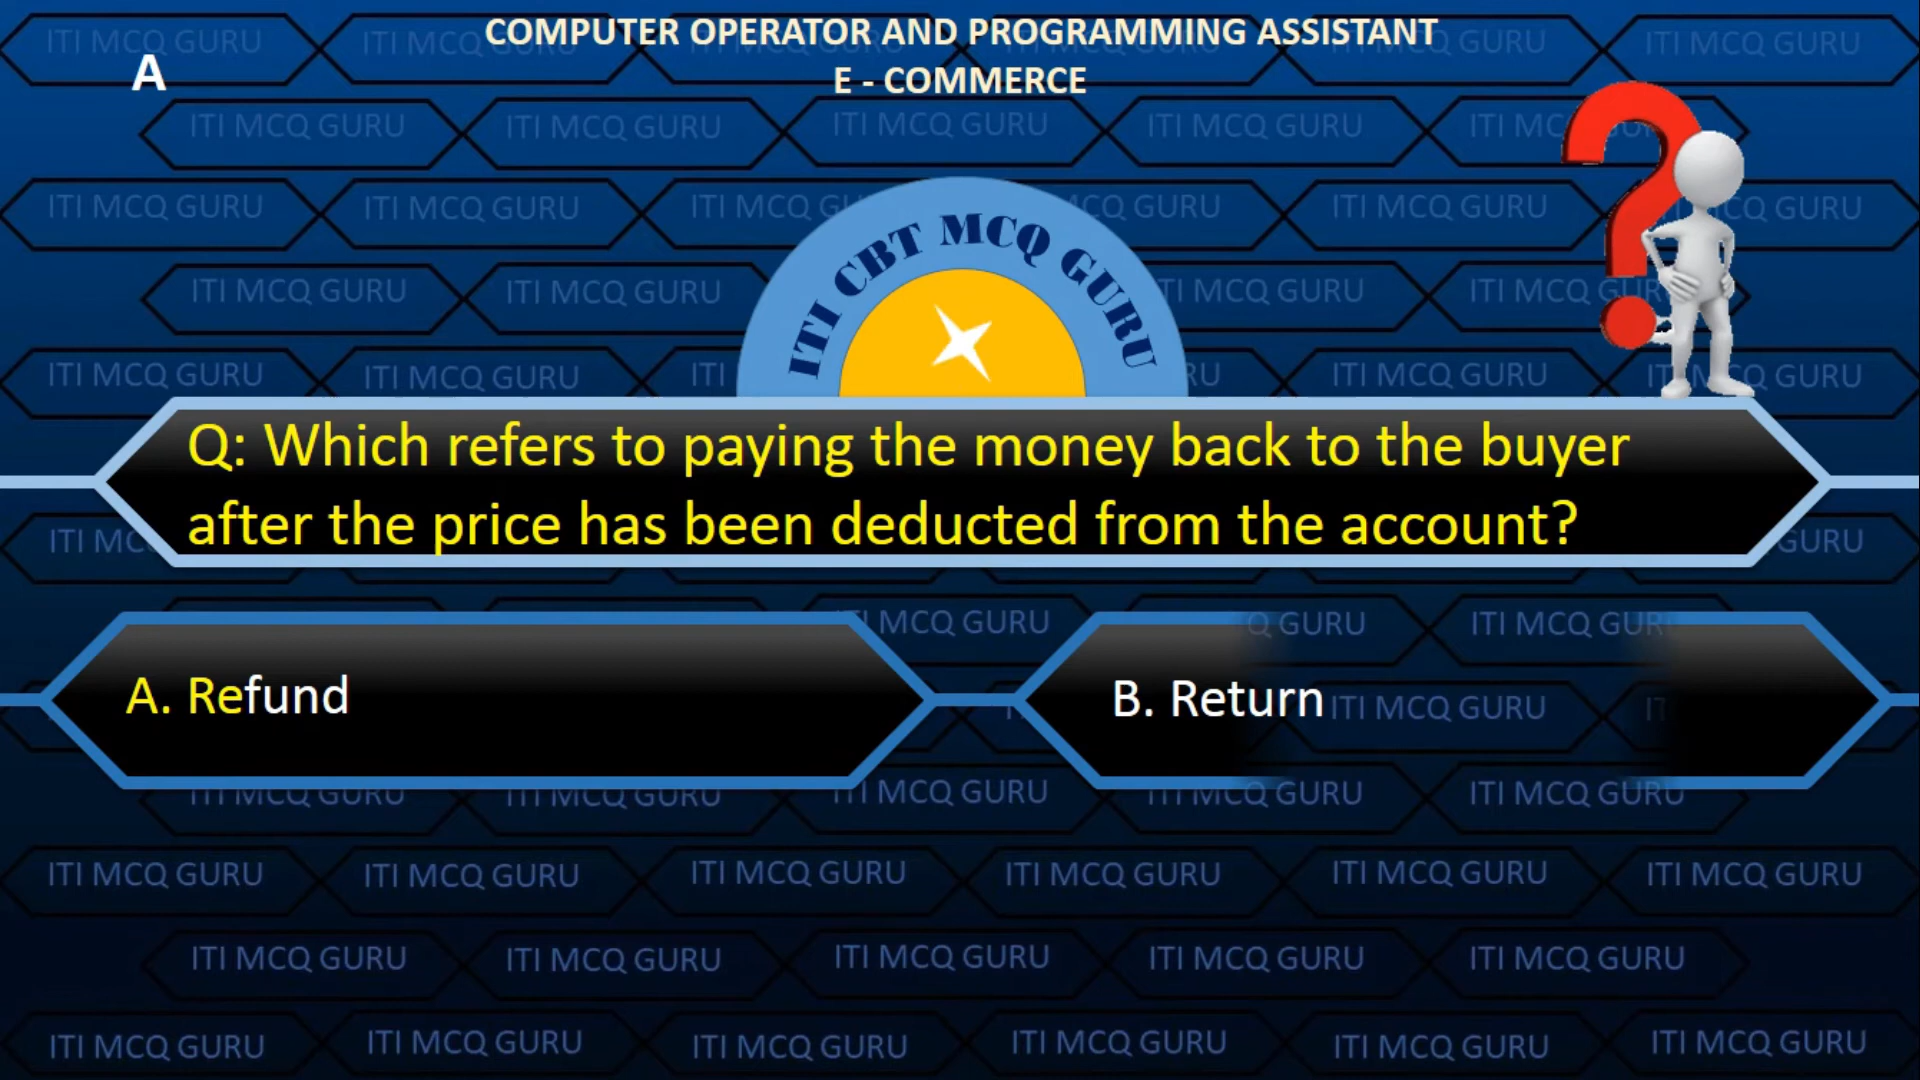 COMPUTER OPERATOR AND PROGRAMMING ASSISTANT
E - COMMERCE
A
ITI CBT MCQ GURU
Q: Which refers to paying the money back to the buyer
after the price has been deducted from the account?
A. Refund
B. Return
ITI MCQ GURU